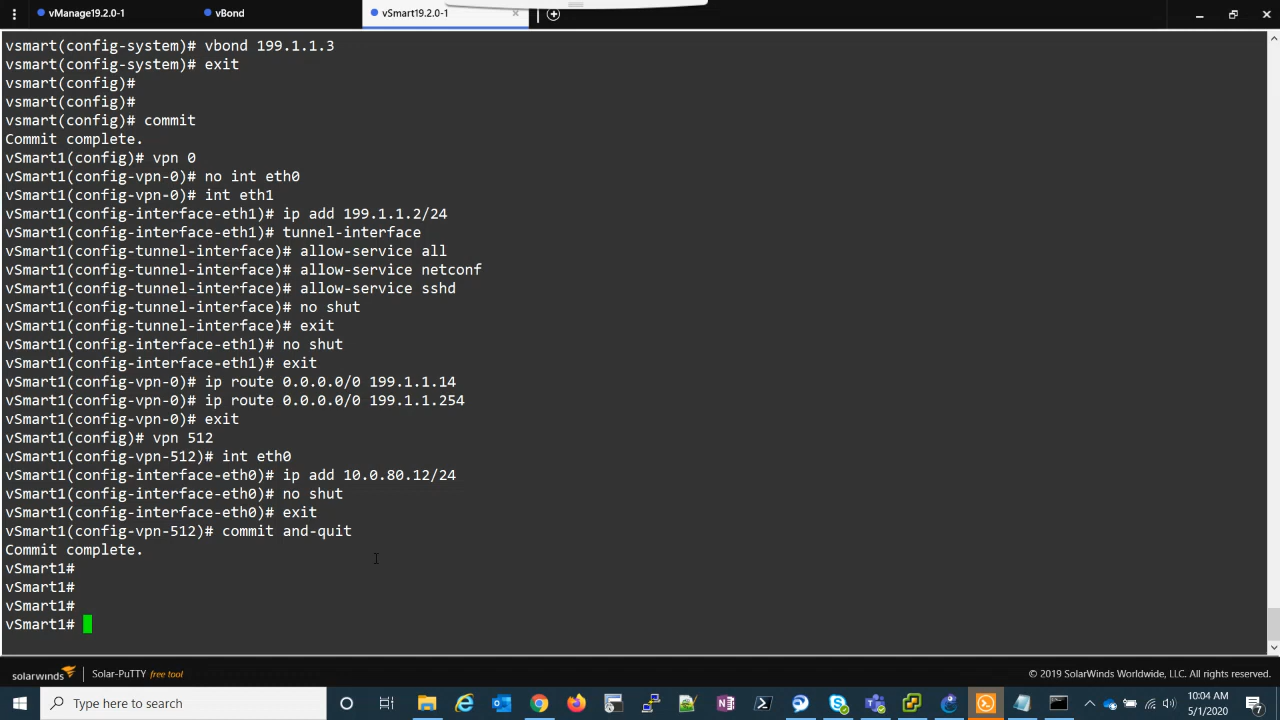 vManage19.2.0-1 vBond vSmart19.2.0-1
vsmart(config-system)# vbond 199.1.1.3
vsmart(config-system)# exit
vsmart(config)#
vsmart(config)#
vsmart(config)# commit
Commit complete.
vSmart1(config)# vpn 0
vSmart1(config-vpn-0)# no int eth0
vSmart1(config-vpn-0)# int eth1
vSmart1(config-interface-eth1)# ip add 199.1.1.2/24
vSmart1(config-interface-eth1)# tunnel-interface
vSmart1(config-tunnel-interface)# allow-service all
vSmart1(config-tunnel-interface)# allow-service netconf
vSmart1(config-tunnel-interface)# allow-service sshd
vSmart1(config-tunnel-interface)# no shut
vSmart1(config-tunnel-interface)# exit
vSmart1(config-interface-eth1)# no shut
vSmart1(config-interface-eth1)# exit
vSmart1(config-vpn-0)# ip route 0.0.0.0/0 199.1.1.14
vSmart1(config-vpn-0)# ip route 0.0.0.0/0 199.1.1.254
vSmart1(config-vpn-0)# exit
vSmart1(config)# vpn 512
vSmart1(config-vpn-512)# int eth0
vSmart1(config-interface-eth0)# ip add 10.0.80.12/24
vSmart1(config-interface-eth0)# no shut
vSmart1(config-interface-eth0)# exit
vSmart1(config-vpn-512)# commit and-quit
Commit complete.
vSmart1#
vSmart1#
vSmart1#
vSmart1#
solarwinds Solar-PuTTY free tool © 2019 SolarWinds Worldwide, LLC. All rights reserved.
Type here to search
10:04 AM
5/1/2020